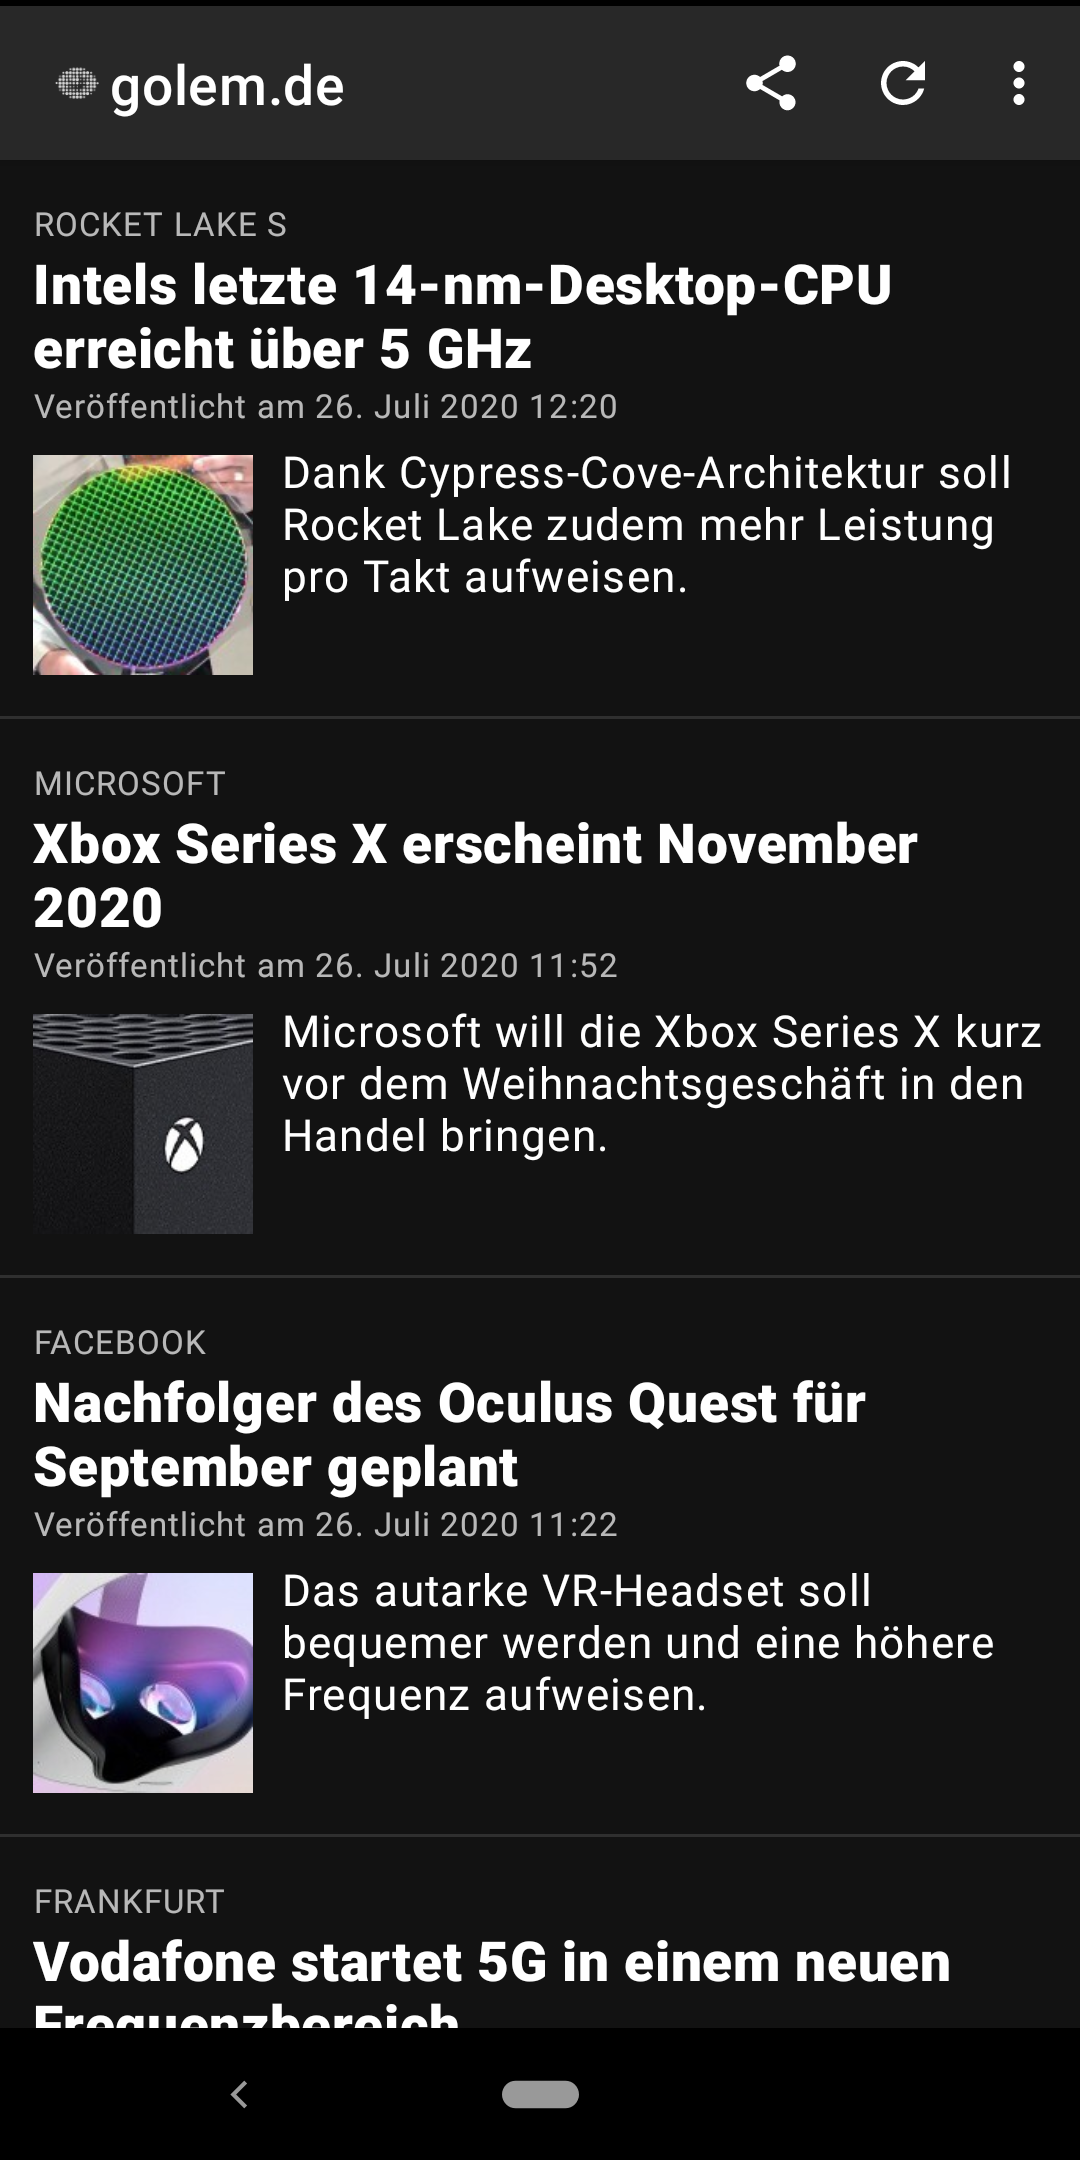 golem.de
ROCKET LAKE S
Intels letzte 14-nm-Desktop-CPU
erreicht über 5 GHz
Veröffentlicht am 26. Juli 2020 12:20
Dank Cypress-Cove-Architektur soll
Rocket Lake zudem mehr Leistung
pro Takt aufweisen.
MICROSOFT
Xbox Series X erscheint November
2020
Veröffentlicht am 26. Juli 2020 11:52
Microsoft will die Xbox Series X kurz
vor dem Weihnachtsgeschäft in den
Handel bringen.
FACEBOOK
Nachfolger des Oculus Quest für
September geplant
Veröffentlicht am 26. Juli 2020 11:22
Das autarke VR-Headset soll
bequemer werden und eine höhere
Frequenz aufweisen.
FRANKFURT
Vodafone startet 5G in einem neuen
Frequenzbereich